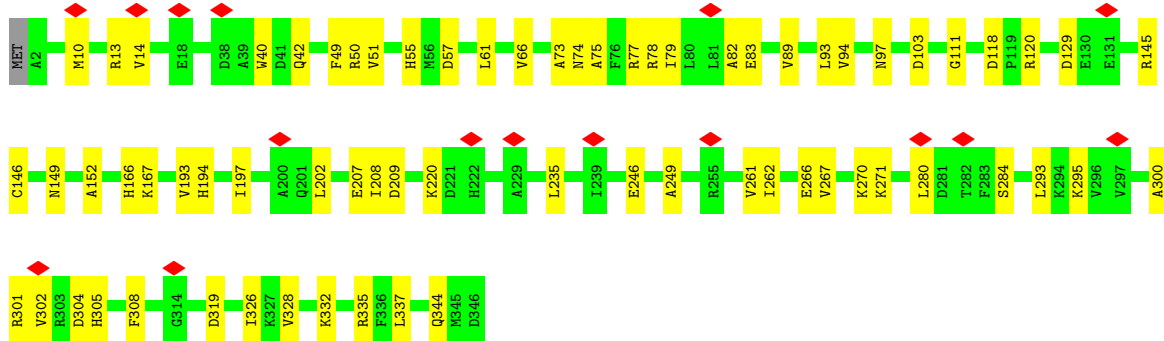 MET A2 M10 R13 V14 E18 D38 A39 W40 D41 Q42 F49 R50 V51 H55 M56 D57 L61 V66 A73 N74 A75 F76 R77 R78 I79 L80 L81 A82 E83 V89 L93 V94 N97 D103 G111 D118 P119 R120 D129 E130 E131 R145
C146 N149 A152 H166 K167 V193 H194 I197 A200 Q201 L202 E207 I208 D209 K220 D221 H222 A229 L235 I239 E246 A249 R255 V261 I262 E266 V267 K270 K271 L280 D281 T282 F283 S284 L293 K294 K295 V296 V297 A300
R301 V302 R303 D304 H305 F308 G314 D319 I326 K327 V328 K332 R335 F336 L337 Q344 M345 D346